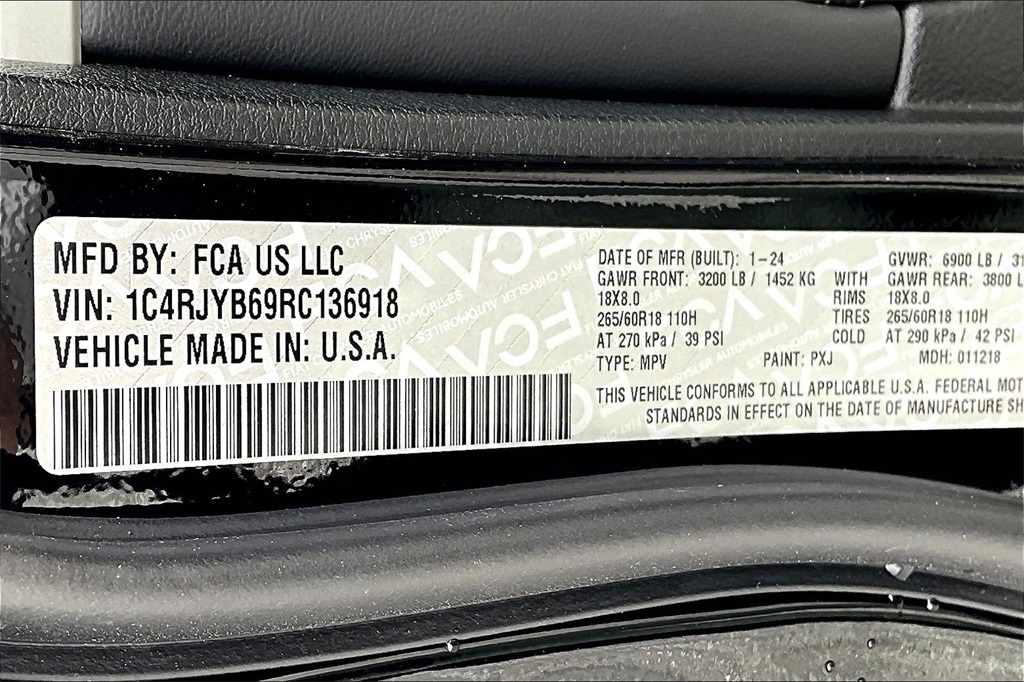 MFD BY: FCA US LLC
VIN: 1C4RJYB69RC136918
VEHICLE MADE IN: U.S.A.
DATE OF MFR (BUILT): 1-24 GVWR: 6900 LB / 31
GAWR FRONT: 3200 LB / 1452 KG WITH GAWR REAR: 3800 L
18X8.0 RIMS 18X8.0
265/60R18 110H TIRES 265/60R18 110H
AT 270 kPa / 39 PSI COLD AT 290 kPa / 42 PSI
TYPE: MPV PAINT: PXJ MDH: 011218
THIS VEHICLE CONFORMS TO ALL APPLICABLE U.S.A. FEDERAL MOT
STANDARDS IN EFFECT ON THE DATE OF MANUFACTURE SH